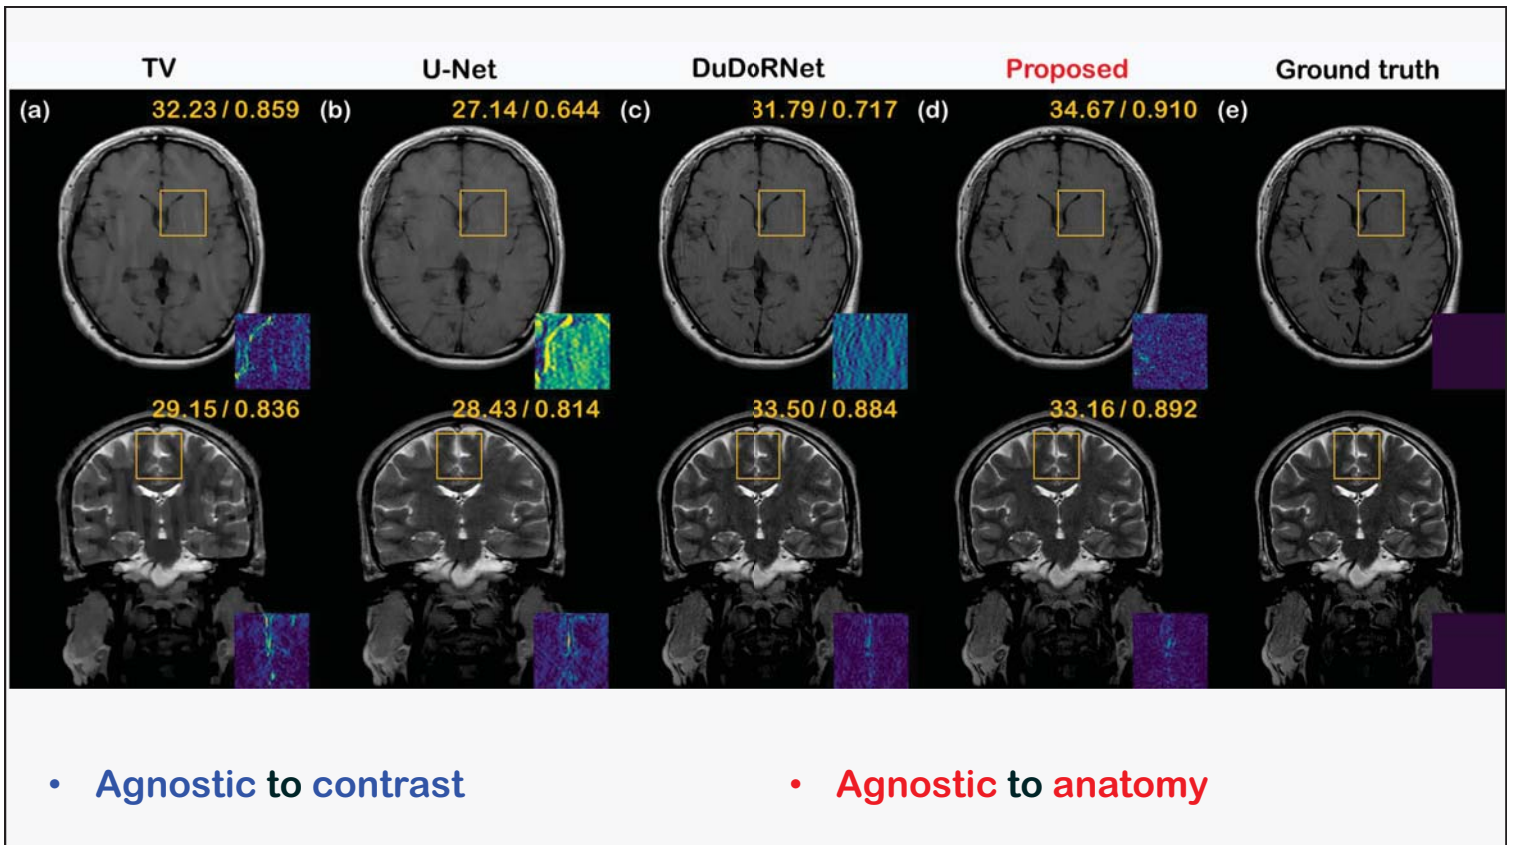 TV U-Net DuDoRNet Proposed Ground truth
(a) 32.23 / 0.859 (b) 27.14 / 0.644 (c) 31.79 / 0.717 (d) 34.67 / 0.910 (e)
29.15 / 0.836 28.43 / 0.814 33.50 / 0.884 33.16 / 0.892
• Agnostic to contrast • Agnostic to anatomy